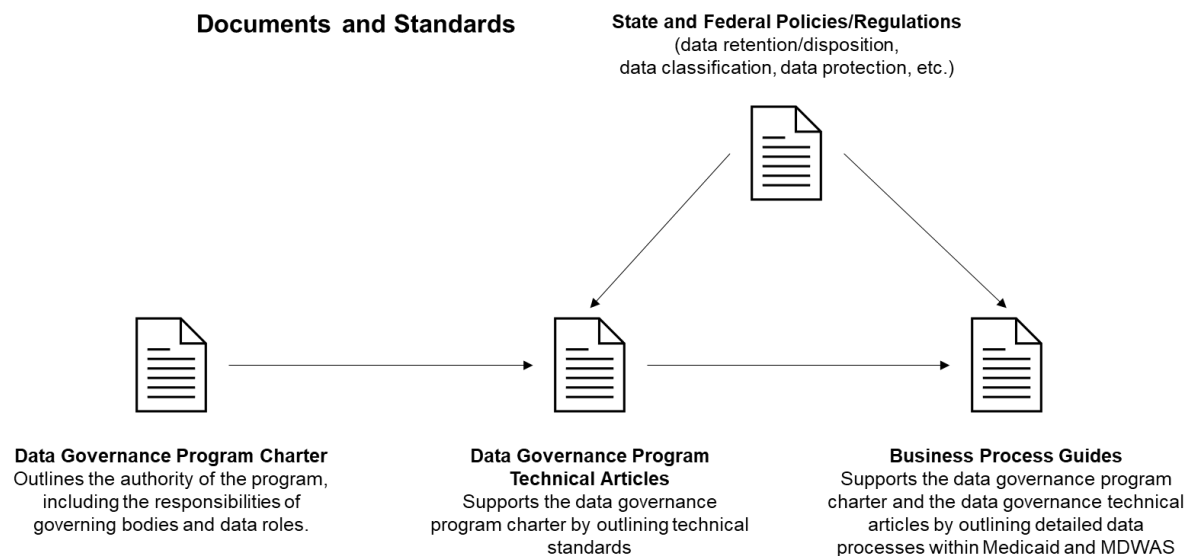 Documents and Standards
State and Federal Policies/Regulations
(data retention/disposition,
data classification, data protection, etc.)
Data Governance Program Charter
Outlines the authority of the program,
including the responsibilities of
governing bodies and data roles.
Data Governance Program
Technical Articles
Supports the data governance
program charter by outlining technical
standards
Business Process Guides
Supports the data governance program
charter and the data governance technical
articles by outlining detailed data
processes within Medicaid and MDWAS